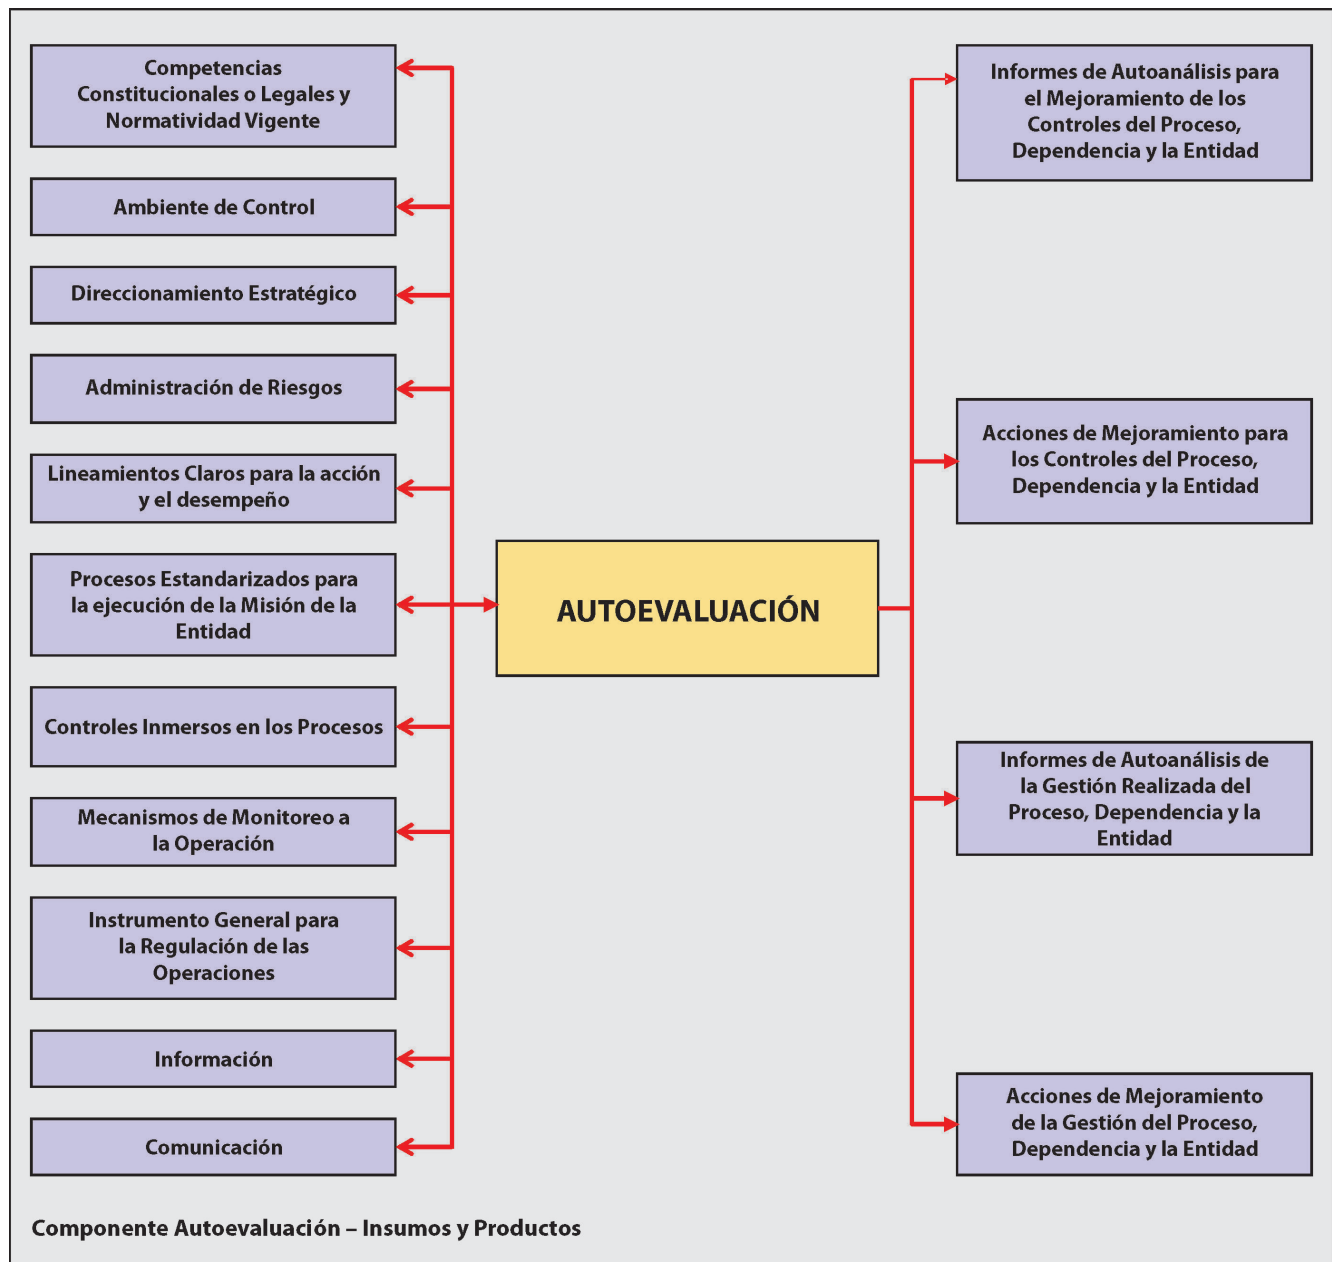 Competencias
Constitucionales o Legales y
Normatividad Vigente
Ambiente de Control
Direccionamiento Estratégico
Administración de Riesgos
Lineamientos Claros para la acción
y el desempeño
Procesos Estandarizados para
la ejecución de la Misión de la
Entidad
Controles Inmersos en los Procesos
Mecanismos de Monitoreo a
la Operación
Instrumento General para
la Regulación de las
Operaciones
Información
Comunicación
AUTOEVALUACIÓN
Informes de Autoanálisis para
el Mejoramiento de los
Controles del Proceso,
Dependencia y la Entidad
Acciones de Mejoramiento para
los Controles del Proceso,
Dependencia y la Entidad
Informes de Autoanálisis de
la Gestión Realizada del
Proceso, Dependencia y la
Entidad
Acciones de Mejoramiento
de la Gestión del Proceso,
Dependencia y la Entidad
Componente Autoevaluación – Insumos y Productos